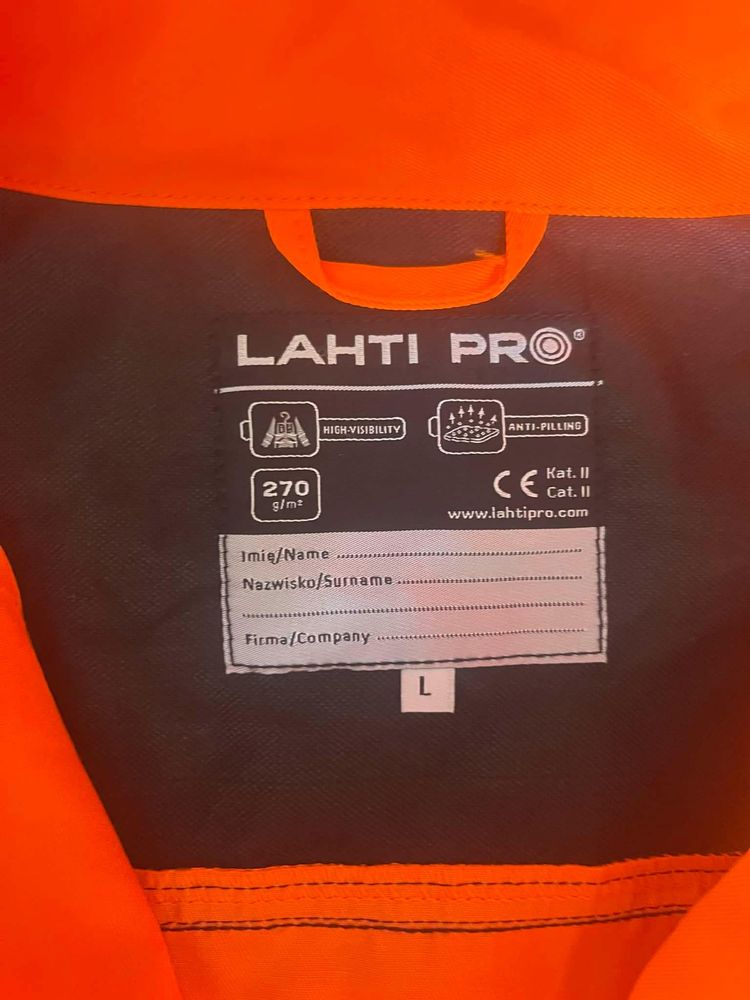 LAHTI PRO®
HIGH-VISIBILITY
ANTI-PILLING
270
g/m²
CE
Kat. II
Cat. II
www.lahtipro.com
Imię/Name
Nazwisko/Surname
Firma/Company
L